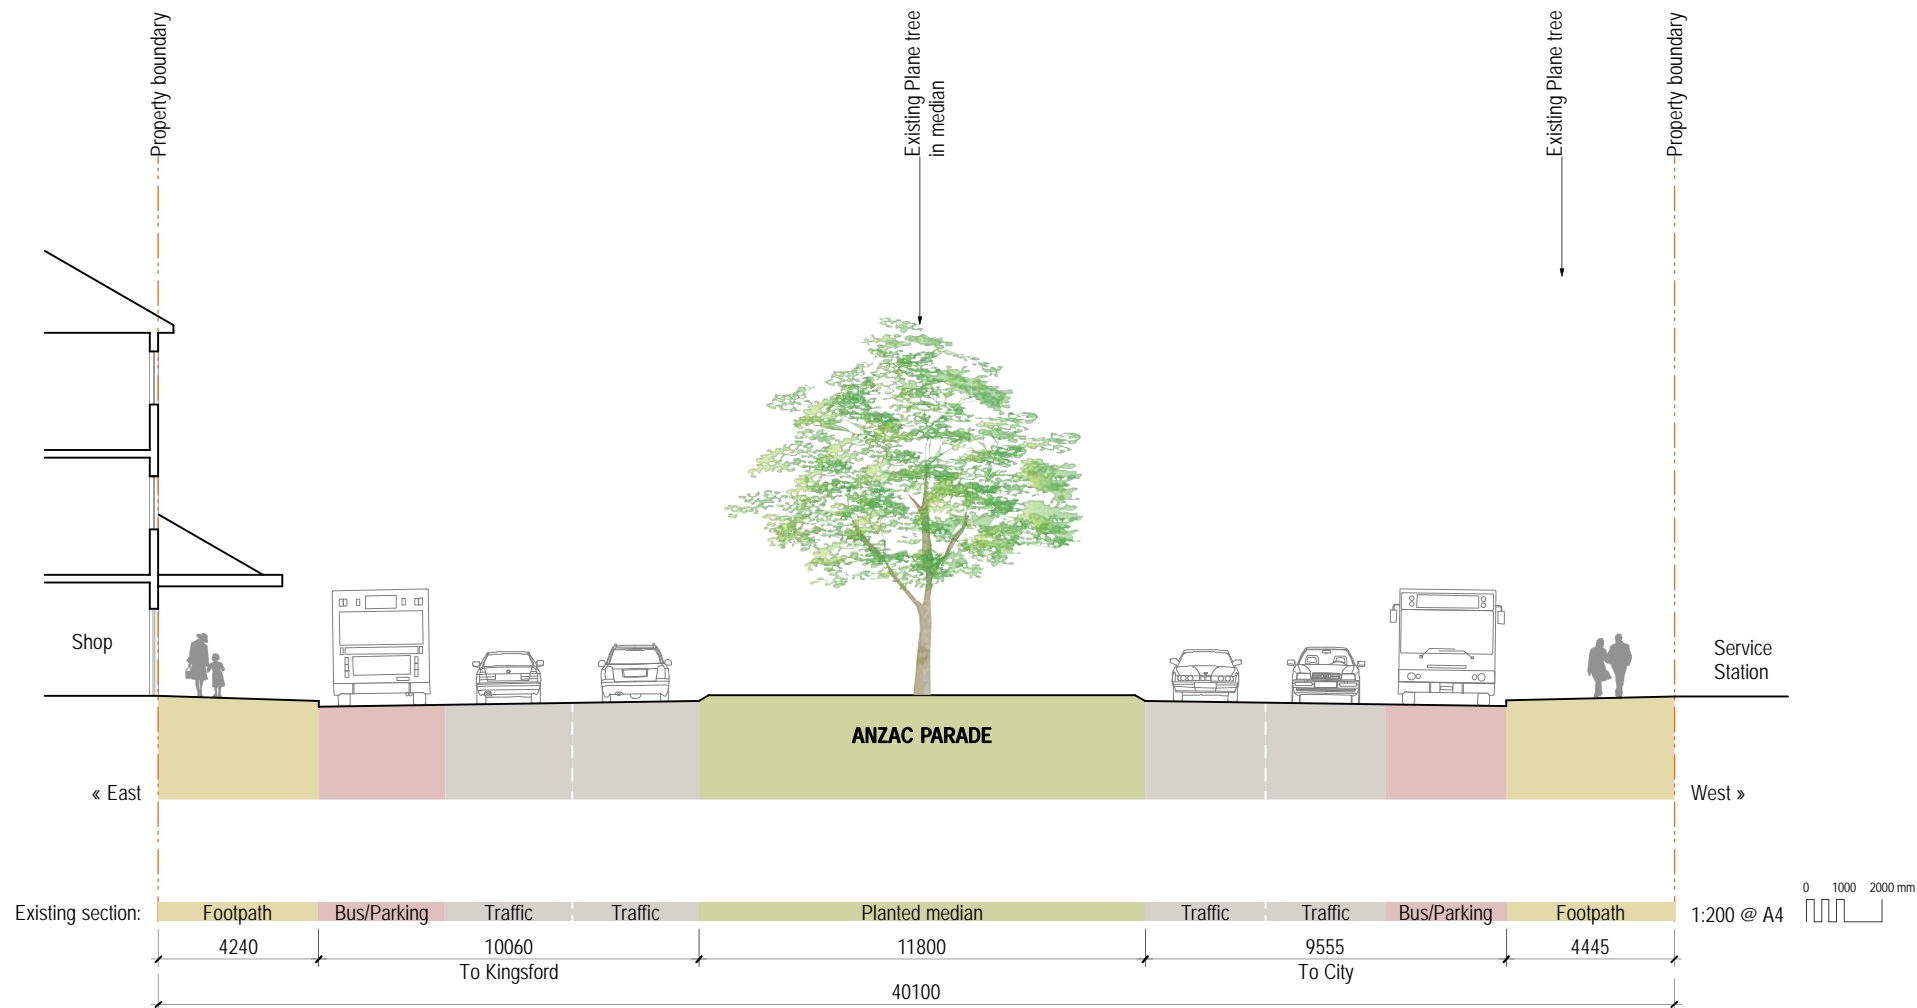 Property boundary
Existing Plane tree
in median
Existing Plane tree
Property boundary
Shop
Service
Station
ANZAC PARADE
« East
West »
Existing section:
Footpath
Bus/Parking
Traffic
Traffic
Planted median
Traffic
Traffic
Bus/Parking
Footpath
1:200 @ A4
0 1000 2000 mm
4240
10060
11800
9555
4445
To Kingsford
To City
40100